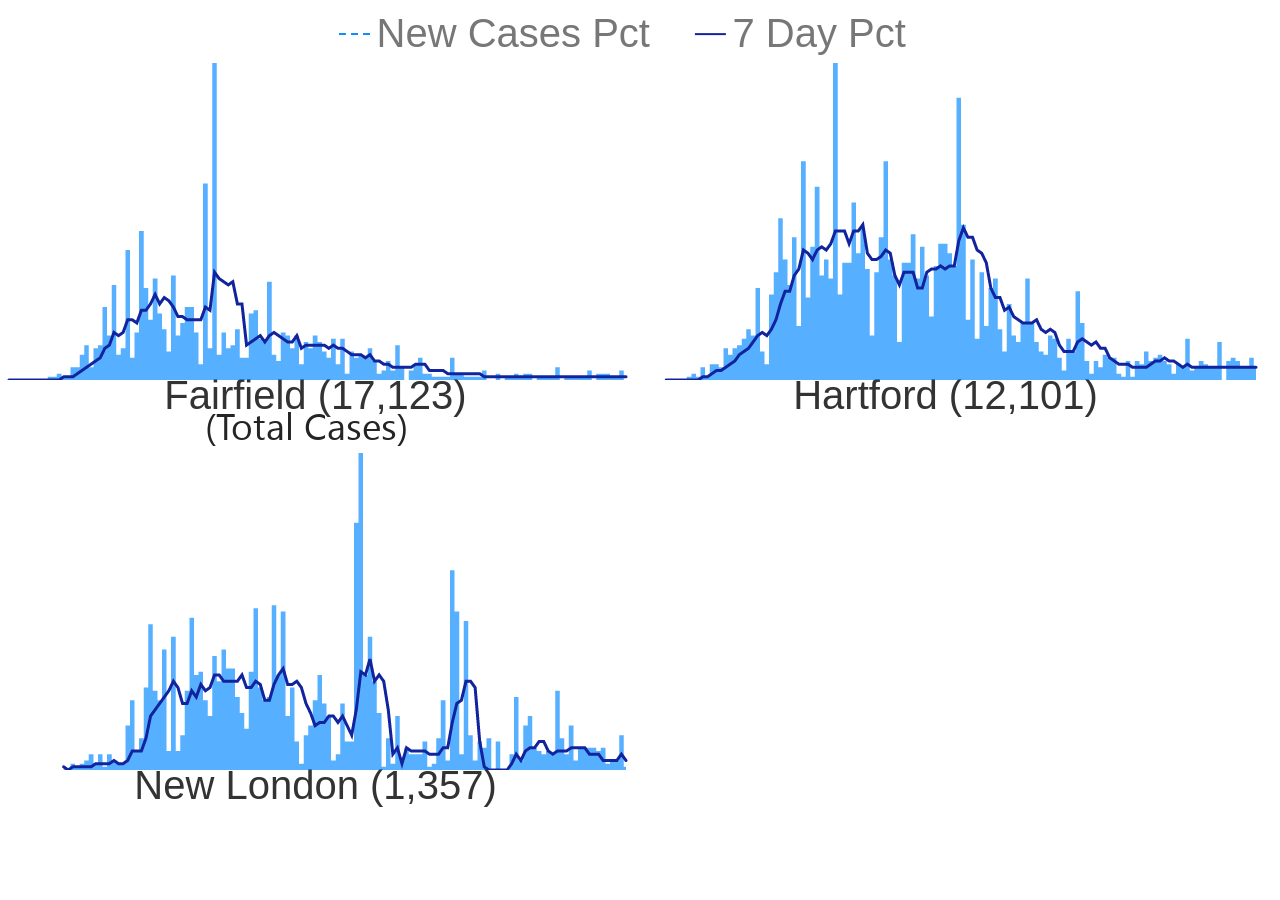 New Cases Pct 7 Day Pct
Fairfield (17,123)
(Total Cases)
Hartford (12,101)
New London (1,357)